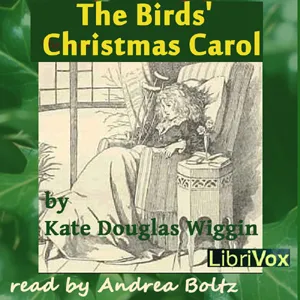 The Birds'
Christmas Carol
by
Kate Douglas Wiggin
LibriVox
read by Andrea Boltz